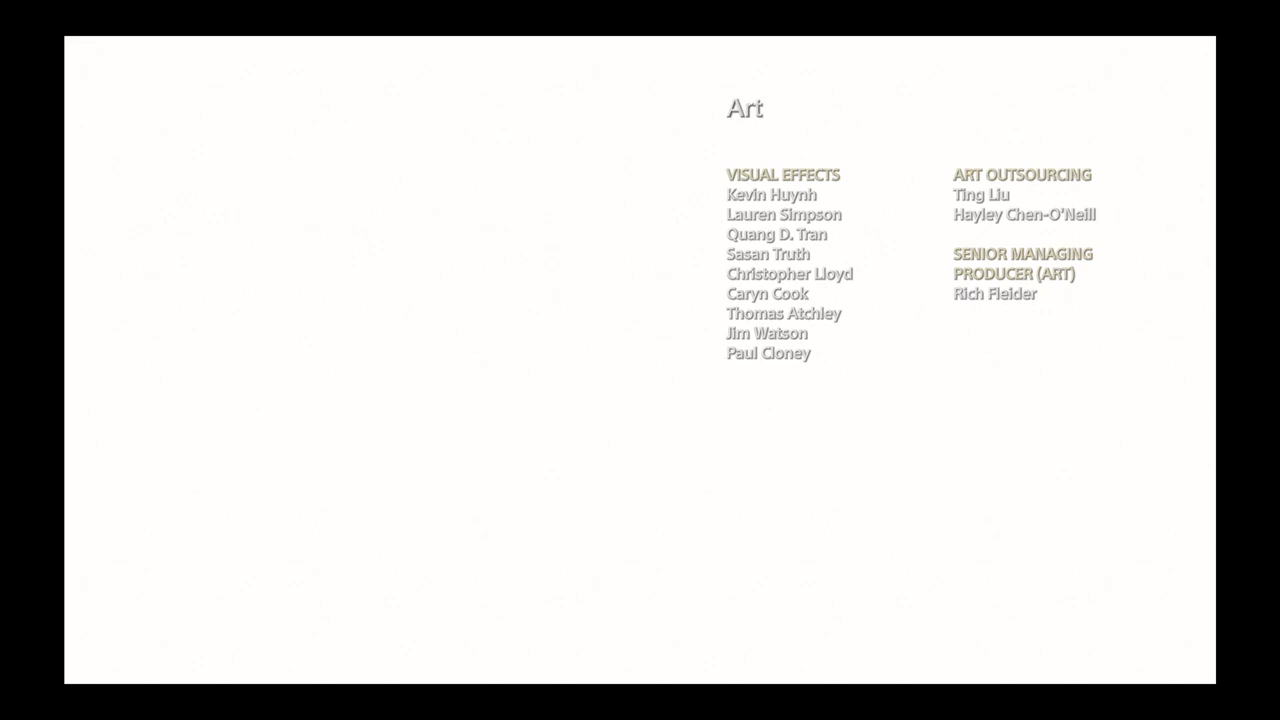 Art
VISUAL EFFECTS
Kevin Huynh
Lauren Simpson
Quang D. Tran
Sasan Truth
Christopher Lloyd
Caryn Cook
Thomas Atchley
Jim Watson
Paul Cloney
ART OUTSOURCING
Ting Liu
Hayley Chen-O'Neill
SENIOR MANAGING
PRODUCER (ART)
Rich Fleider